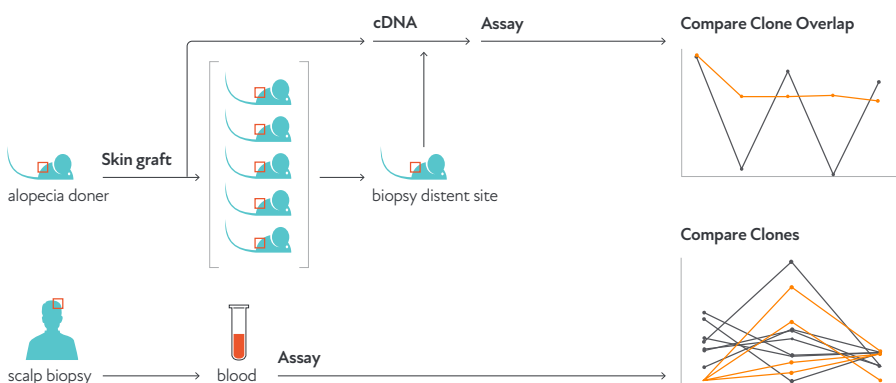 cDNA
Assay
Compare Clone Overlap
Skin graft
alopecia doner
biopsy distent site
Compare Clones
Assay
scalp biopsy
blood